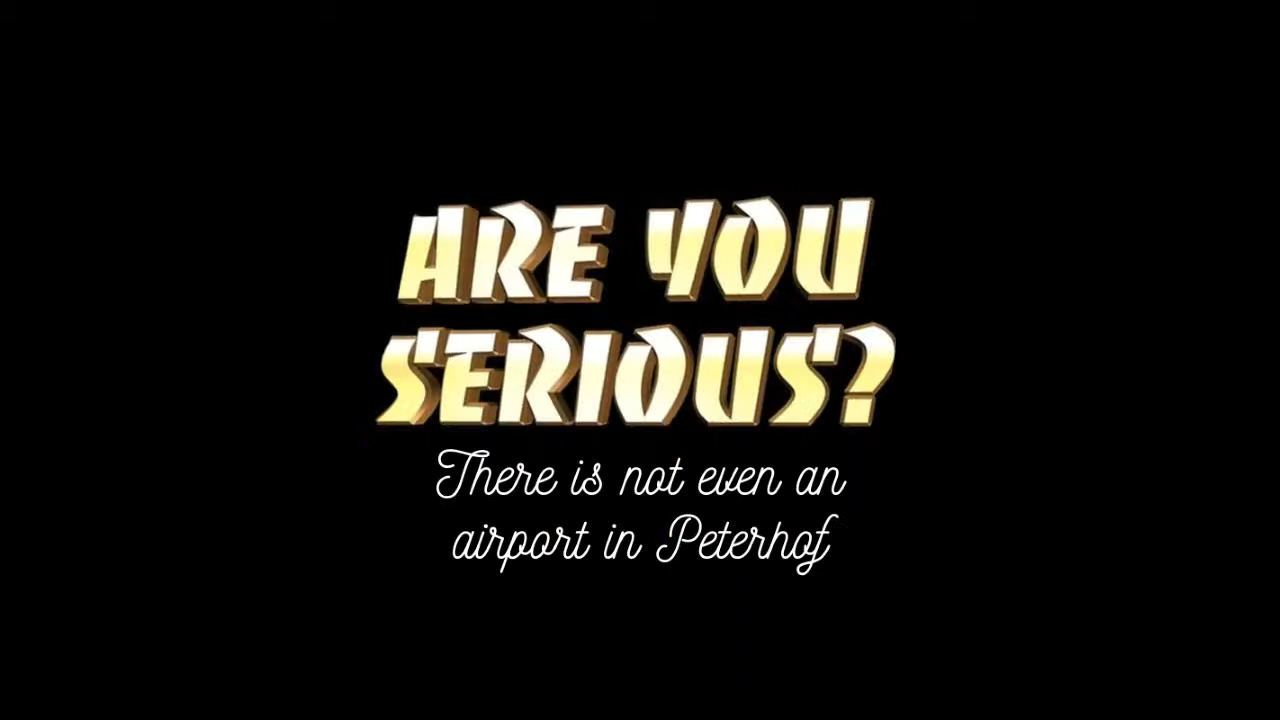 ARE YOU
SERIOUS?
There is not even an
airport in Peterhof